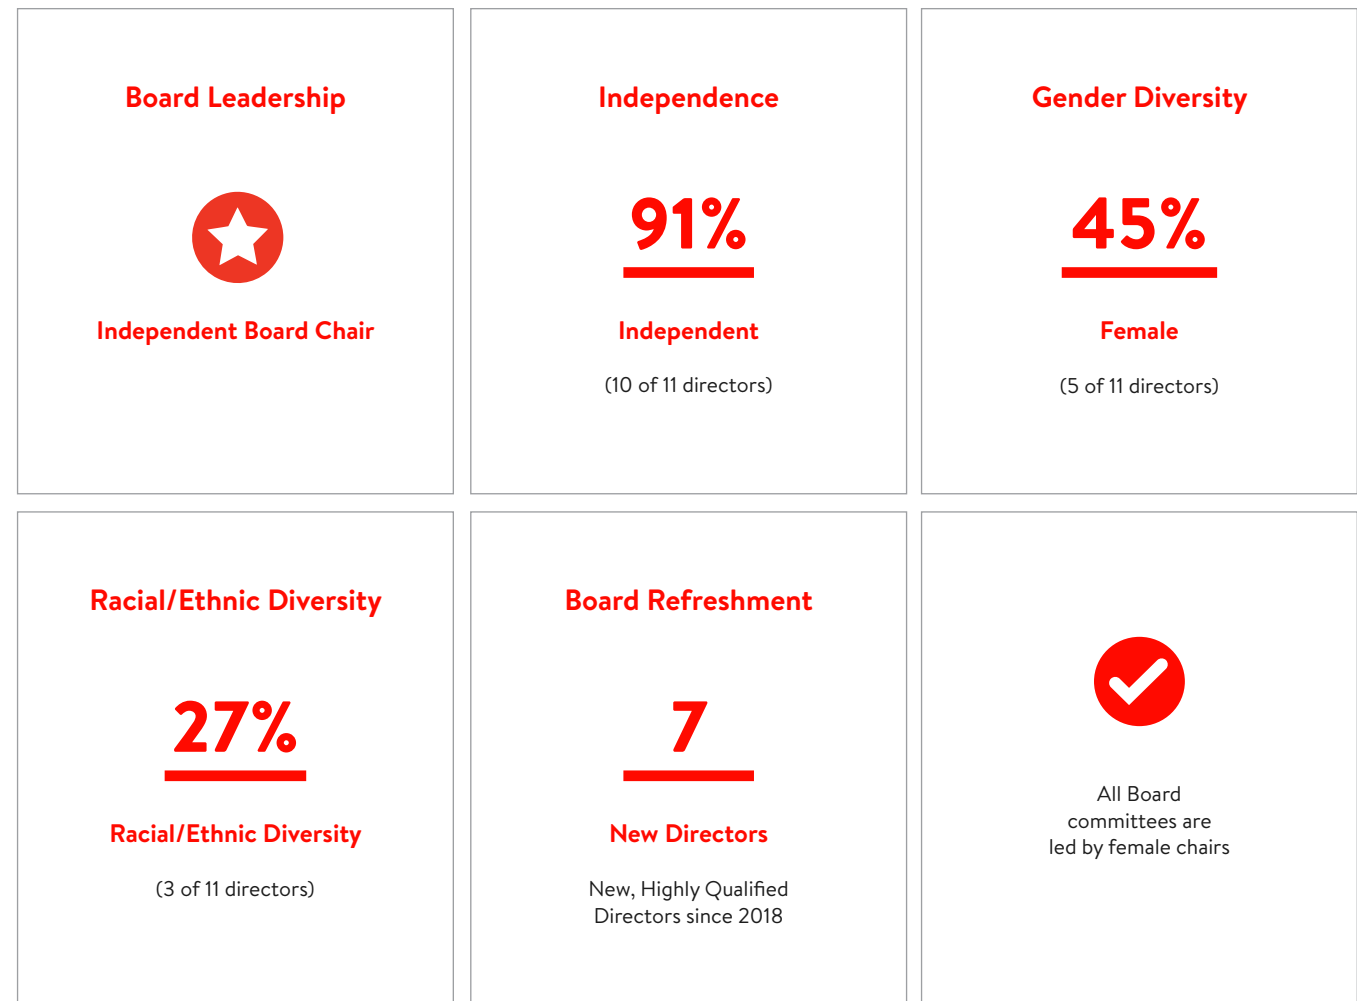 Board Leadership
Independent Board Chair
Independence
91%
Independent
(10 of 11 directors)
Gender Diversity
45%
Female
(5 of 11 directors)
Racial/Ethnic Diversity
27%
Racial/Ethnic Diversity
(3 of 11 directors)
Board Refreshment
7
New Directors
New, Highly Qualified
Directors since 2018
All Board
committees are
led by female chairs